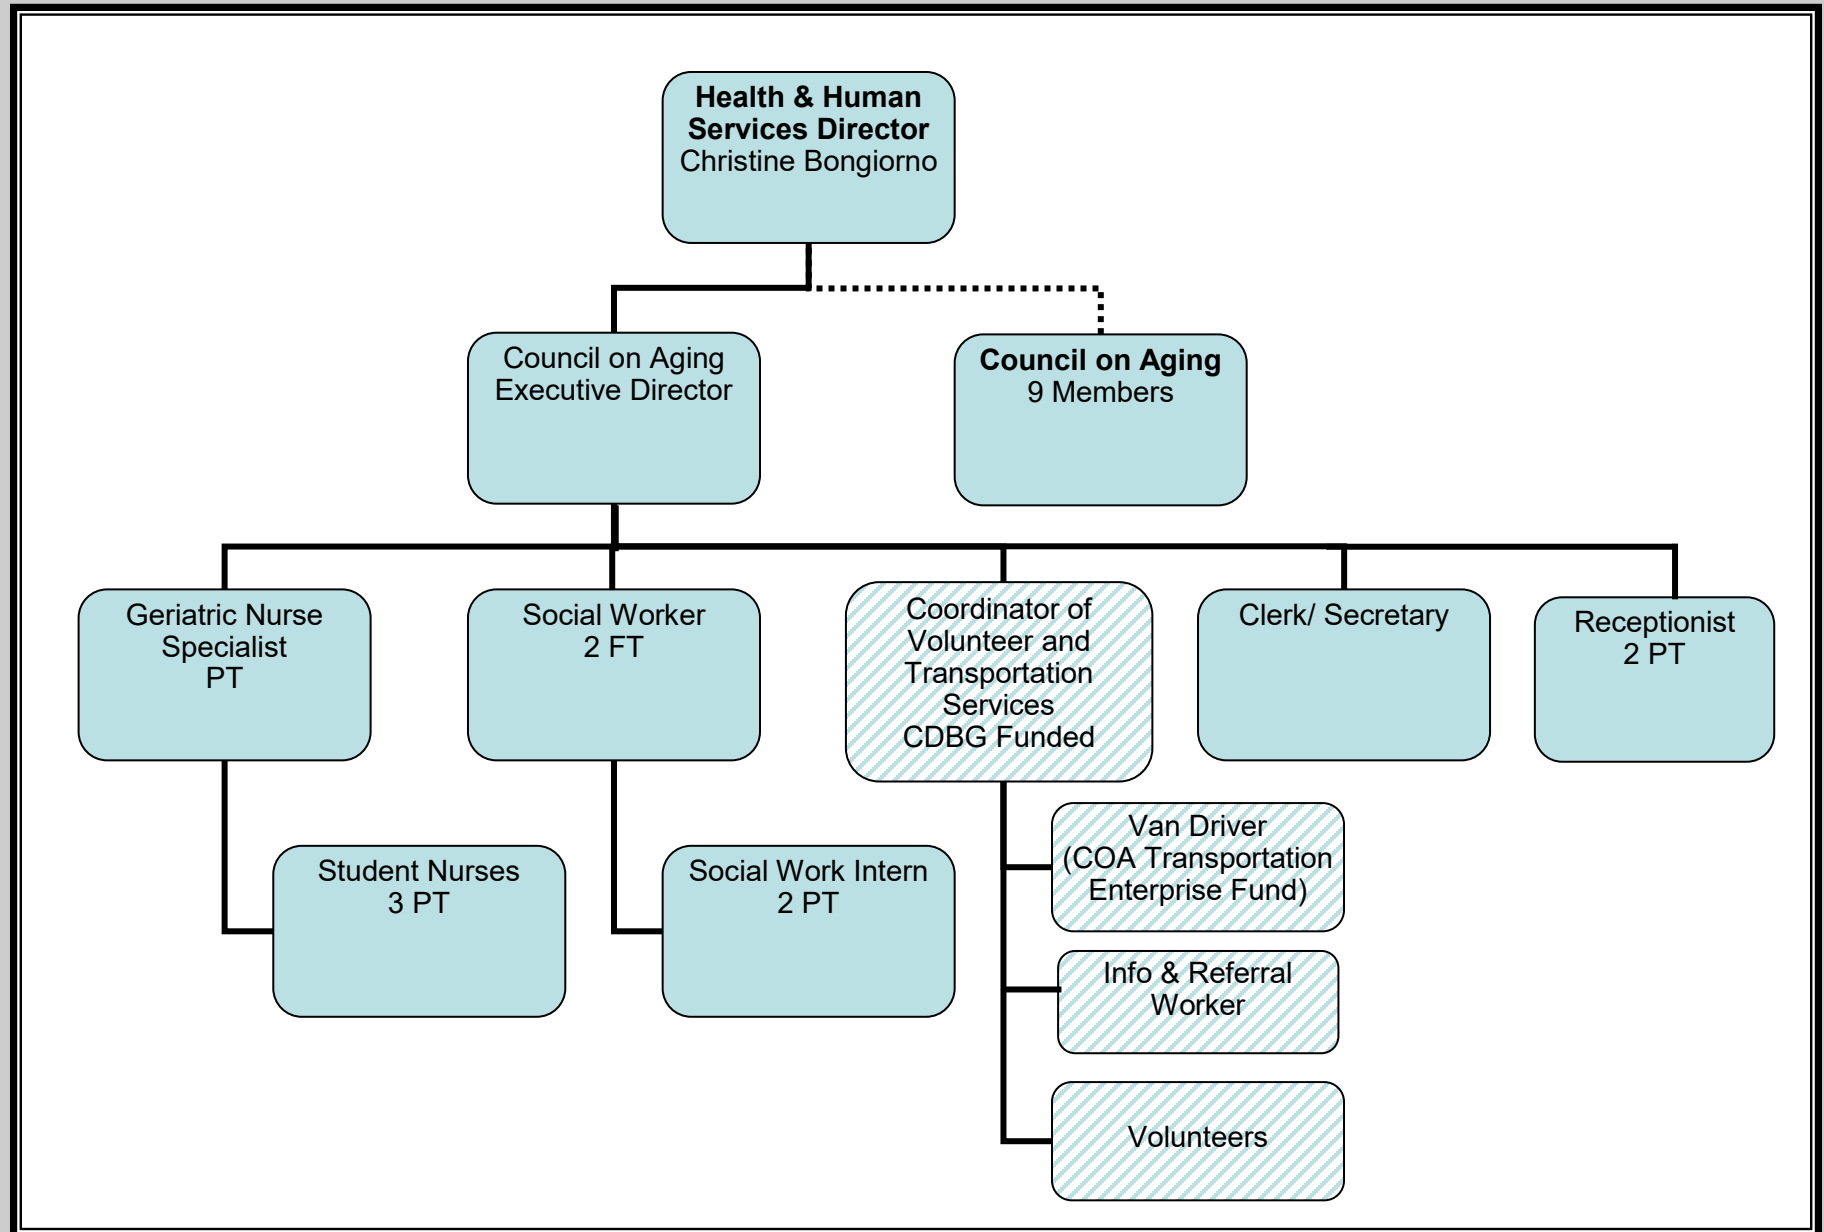 Health & Human
Services Director
Christine Bongiorno
Council on Aging
Executive Director
Council on Aging
9 Members
Geriatric Nurse
Specialist
PT
Social Worker
2 FT
Coordinator of
Volunteer and
Transportation
Services
CDBG Funded
Clerk/ Secretary
Receptionist
2 PT
Student Nurses
3 PT
Social Work Intern
2 PT
Van Driver
(COA Transportation
Enterprise Fund)
Info & Referral
Worker
Volunteers